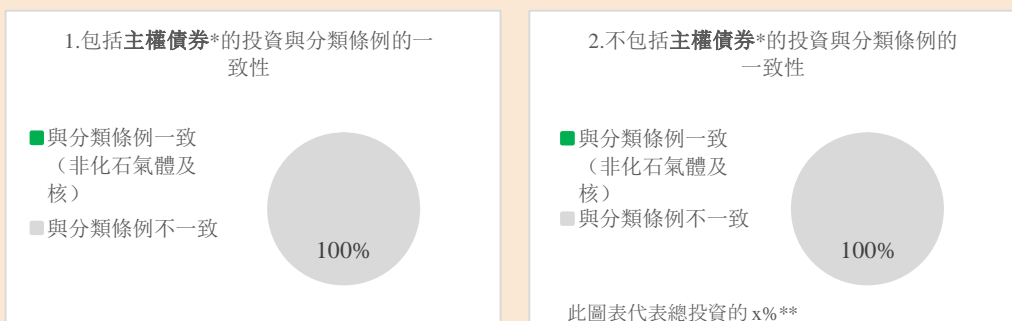 1.包括主權債券*的投資與分類條例的一
致性
與分類條例一致
（非化石氣體及
核）
與分類條例不一致
100%
2.不包括主權債券*的投資與分類條例的
一致性
與分類條例一致
（非化石氣體及
核）
與分類條例不一致
100%
此圖表代表總投資的 x%**